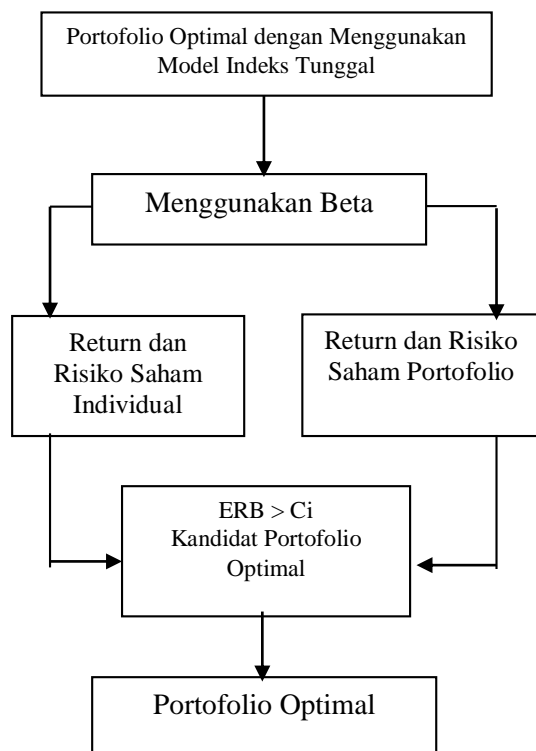 Portofolio Optimal dengan Menggunakan
Model Indeks Tunggal
Menggunakan Beta
Return dan
Risiko Saham
Individual
Return dan Risiko
Saham Portofolio
ERB > Ci
Kandidat Portofolio
Optimal
Portofolio Optimal